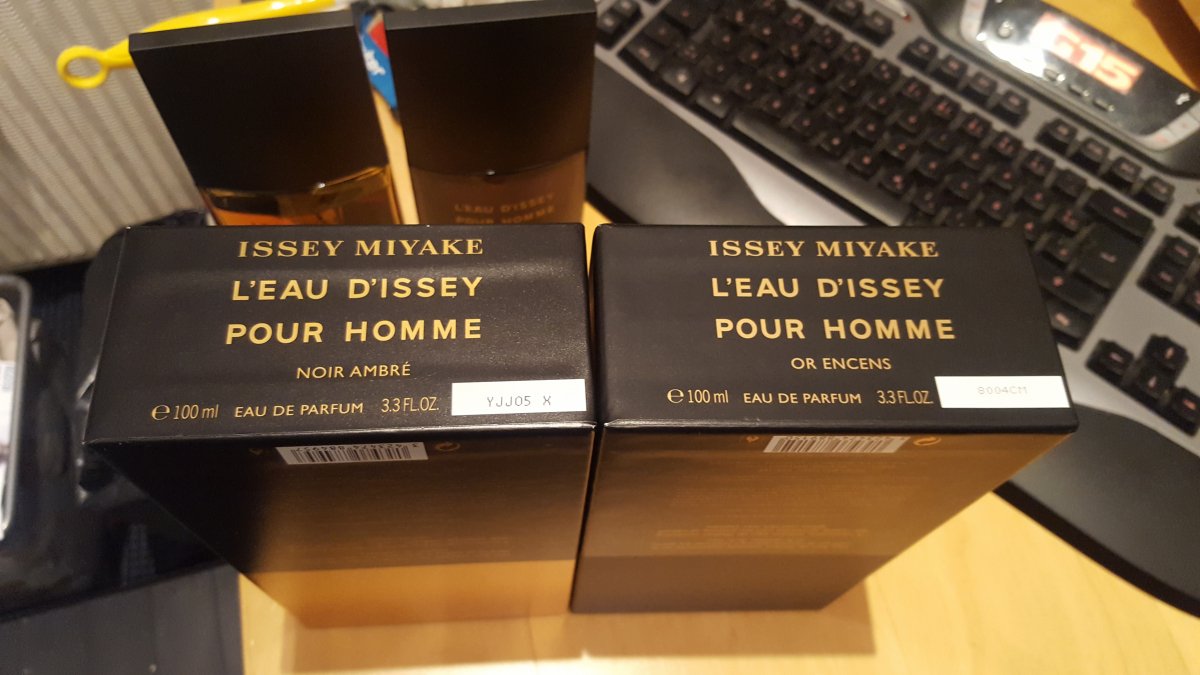 G15
L'EAU D'ISSEY
POUR HOMME
ISSEY MIYAKE
L'EAU D'ISSEY
POUR HOMME
NOIR AMBRÉ
℮ 100 ml EAU DE PARFUM 3.3 FL.OZ.
YJJ05 X
ISSEY MIYAKE
L'EAU D'ISSEY
POUR HOMME
OR ENCENS
℮ 100 ml EAU DE PARFUM 3.3 FL.OZ.
8004CM